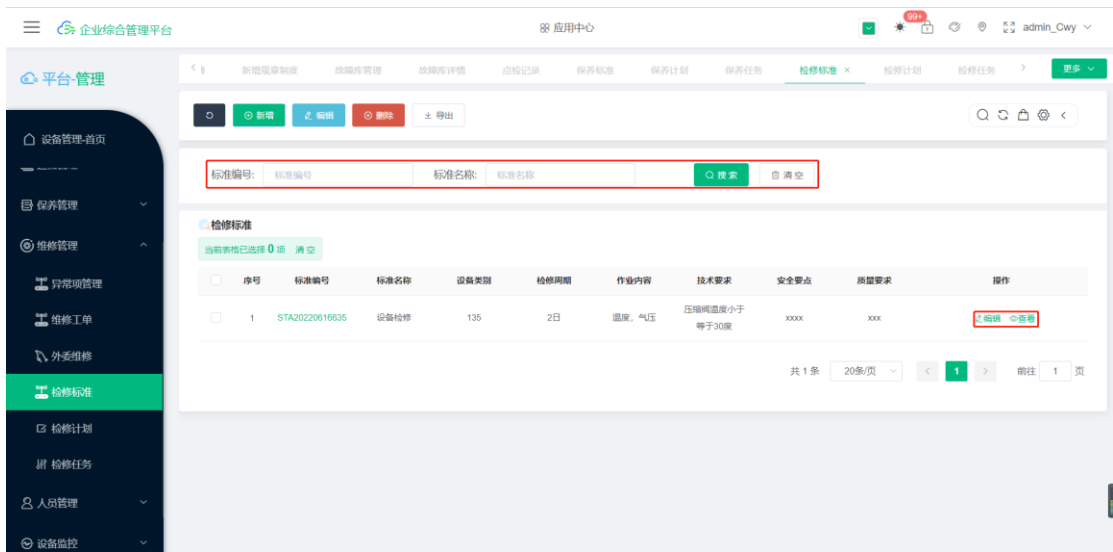 企业综合管理平台
应用中心
99+
admin_Cwy
平台-管理
新增规章制度 故障库管理 故障库详情 点检记录 保养标准 保养计划 保养任务 检修标准 × 检修计划 检修任务
更多
新增 编辑 删除 导出
设备管理-首页
保养管理
维修管理
异常项管理
维修工单
外委维修
检修标准
检修计划
检修任务
人员管理
设备监控
标准编号: 标准编号 标准名称: 标准名称 搜索 清空
检修标准
当前表格已选择 0 项 清空
序号 标准编号 标准名称 设备类别 检修周期 作业内容 技术要求 安全要点 质量要求 操作
1 STA20220616635 设备检修 135 2日 温度，气压 压缩阀温度小于等于30度 xxxx xxx 编辑 查看
共 1 条 20条/页 < 1 > 前往 1 页